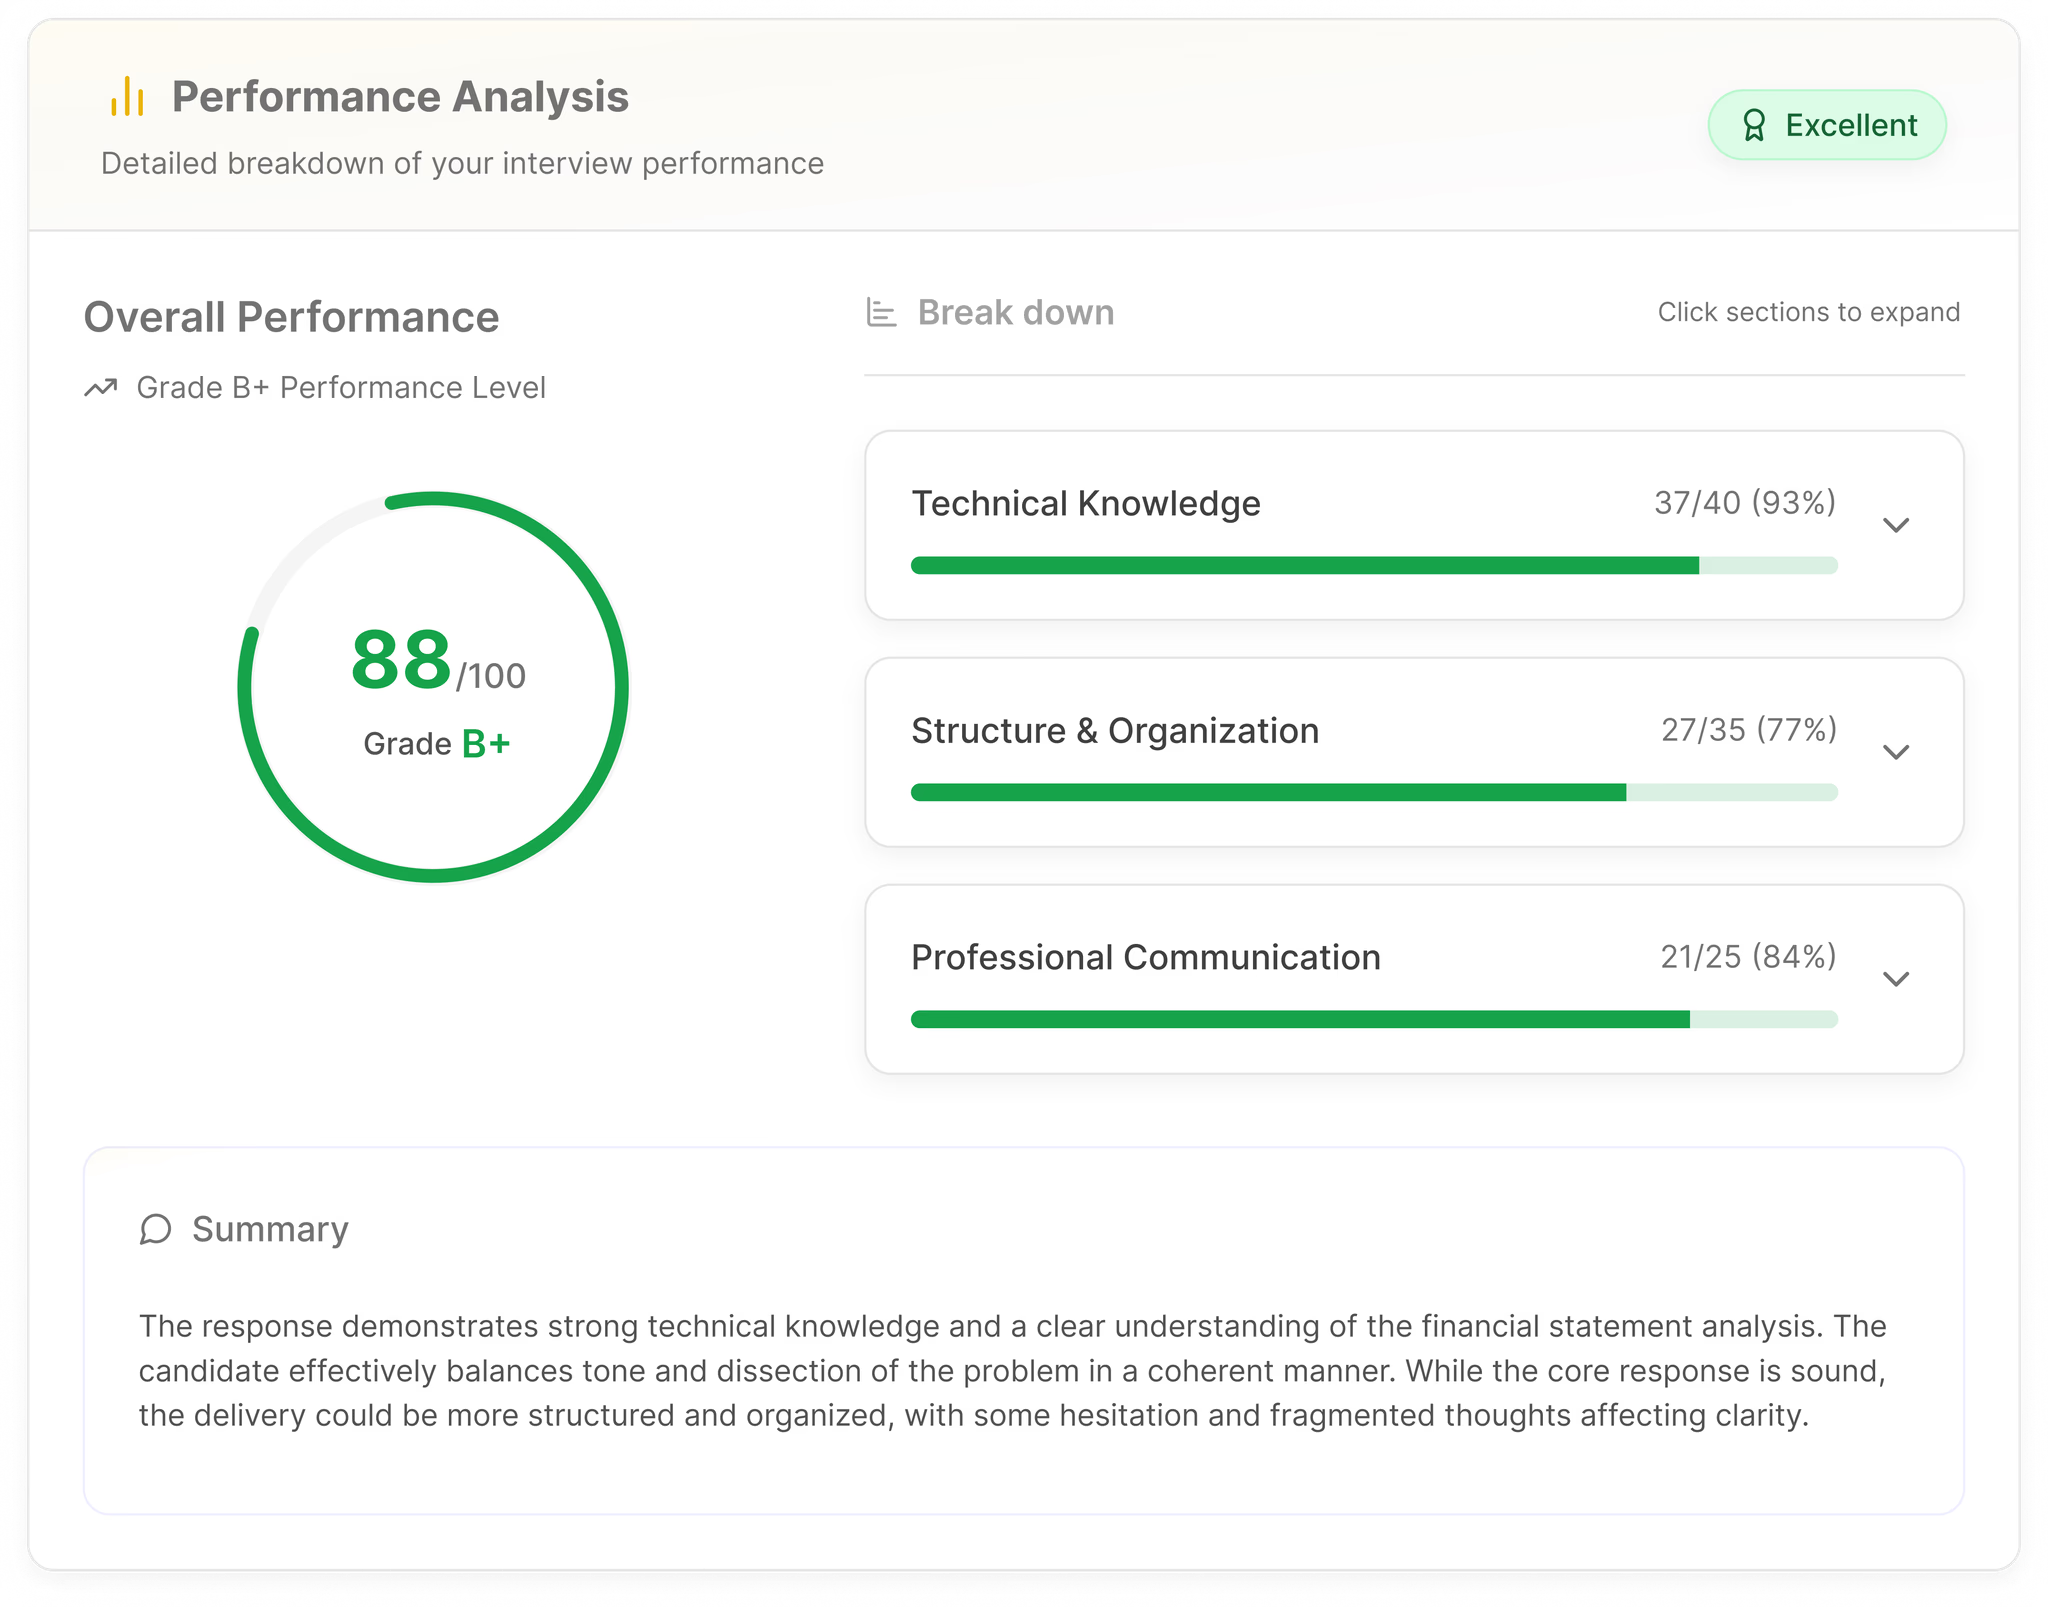 Performance Analysis
Detailed breakdown of your interview performance
Excellent
Overall Performance
Grade B+ Performance Level
88/100
Grade B+
Break down
Click sections to expand
Technical Knowledge
37/40 (93%)
Structure & Organization
27/35 (77%)
Professional Communication
21/25 (84%)
Summary
The response demonstrates strong technical knowledge and a clear understanding of the financial statement analysis. The
candidate effectively balances tone and dissection of the problem in a coherent manner. While the core response is sound,
the delivery could be more structured and organized, with some hesitation and fragmented thoughts affecting clarity.